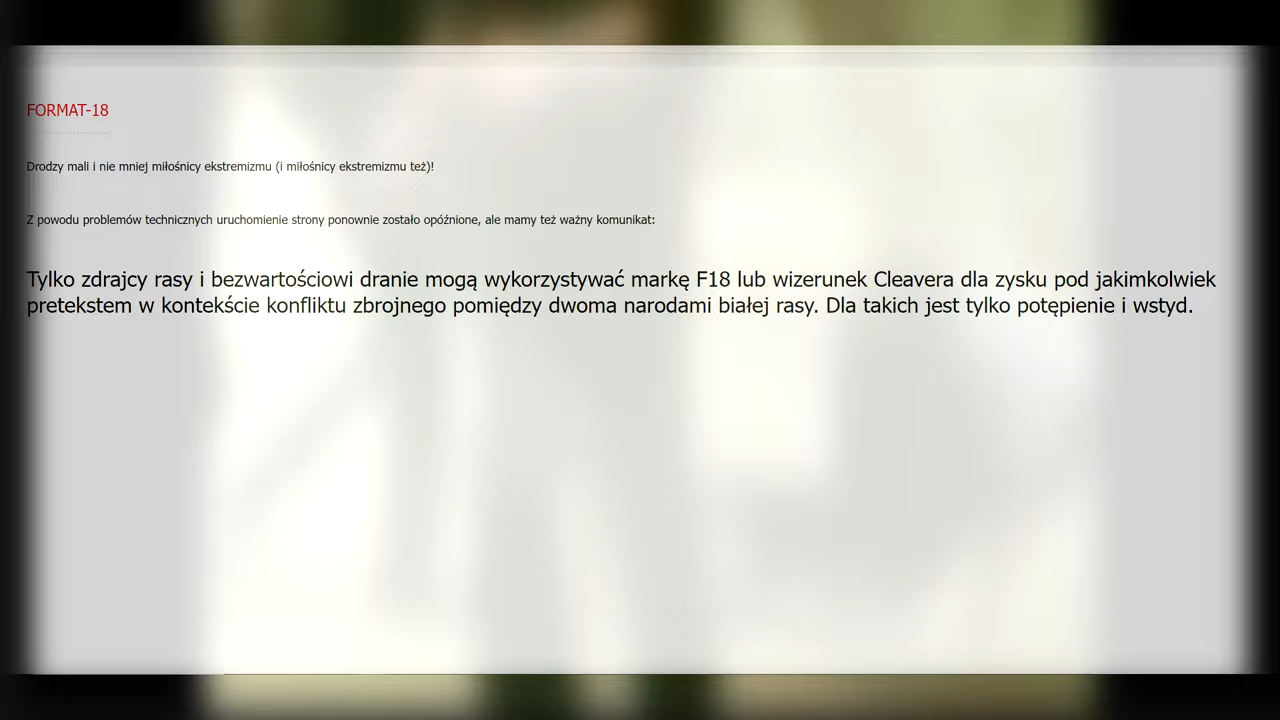 FORMAT-18
Drodzy mali i nie mniej miłośnicy ekstremizmu (i miłośnicy ekstremizmu też)!
Z powodu problemów technicznych uruchomienie strony ponownie zostało opóźnione, ale mamy też ważny komunikat:
Tylko zdrajcy rasy i bezwartościowi dranie mogą wykorzystywać markę F18 lub wizerunek Cleavera dla zysku pod jakimkolwiek
pretekstem w kontekście konfliktu zbrojnego pomiędzy dwoma narodami białej rasy. Dla takich jest tylko potępienie i wstyd.